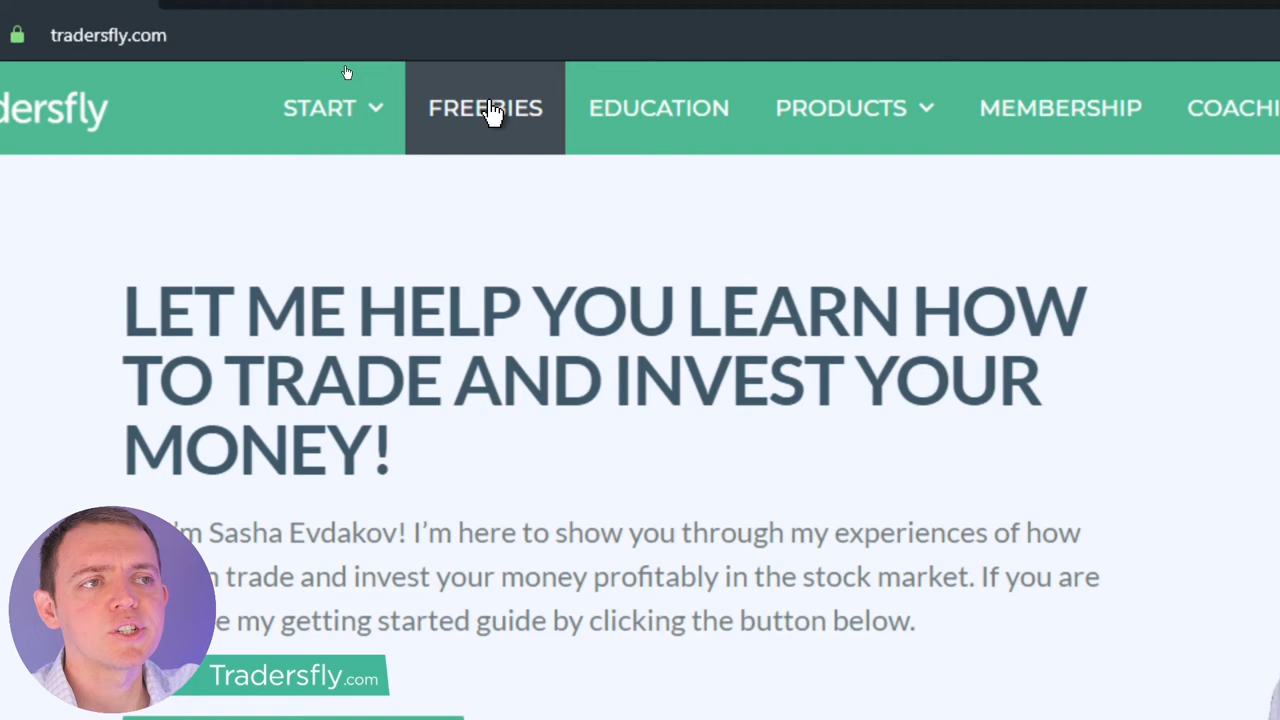 tradersfly.com
dersfly START FREEBIES EDUCATION PRODUCTS MEMBERSHIP COACHI
LET ME HELP YOU LEARN HOW
TO TRADE AND INVEST YOUR
MONEY!
'm Sasha Evdakov! I'm here to show you through my experiences of how
trade and invest your money profitably in the stock market. If you are
my getting started guide by clicking the button below.
Tradersfly.com